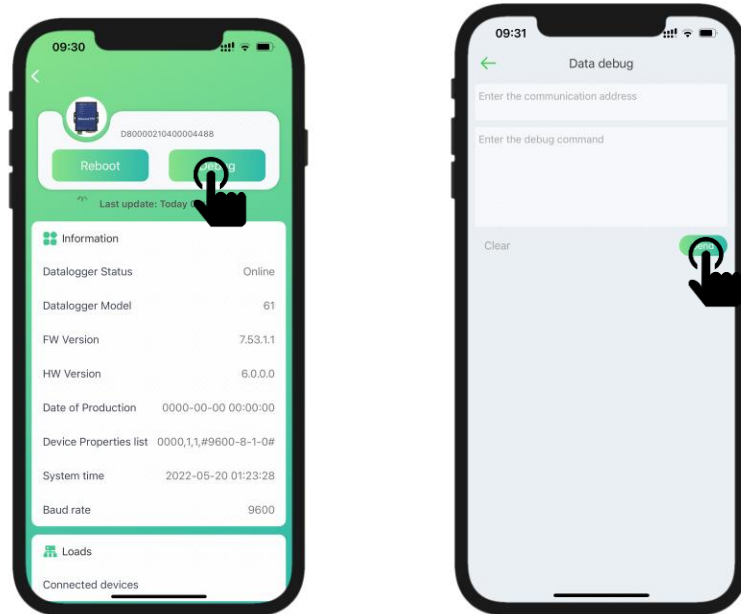 09:30
D80000210400004488
Reboot
Last update: Today
Information
Datalogger Status Online
Datalogger Model 61
FW Version 7.53.1.1
HW Version 6.0.0.0
Date of Production 0000-00-00 00:00:00
Device Properties list 0000,1,1,#9600-8-1-0#
System time 2022-05-20 01:23:28
Baud rate 9600
Loads
Connected devices
09:31
Data debug
Enter the communication address
Enter the debug command
Clear